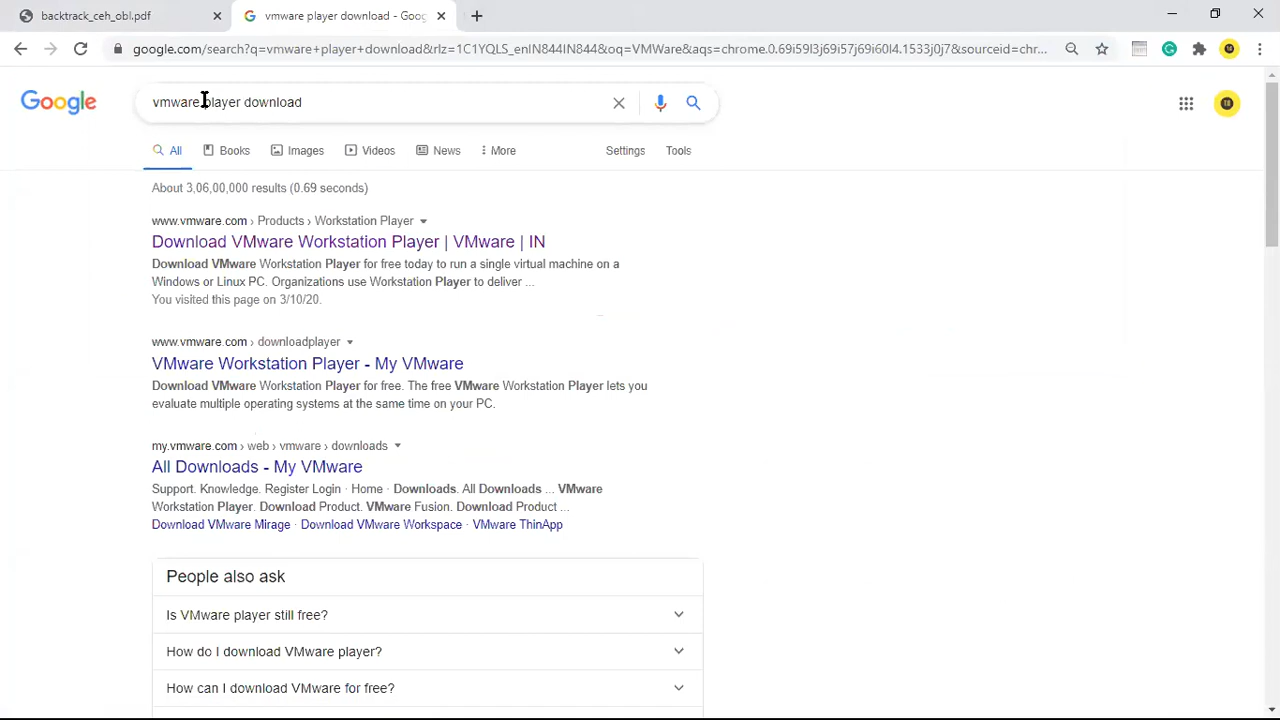 backtrack_ceh_obl.pdf
vmware player download - Goog
google.com/search?q=vmware+player+download&rlz=1C1YQLS_enIN844IN844&oq=VMWare&aqs=chrome.0.69i59l3j69i57j69i60l4.1533j0j7&sourceid=chr...
Google
vmware player download
All
Books
Images
Videos
News
More
Settings
Tools
About 3,06,00,000 results (0.69 seconds)
www.vmware.com › Products › Workstation Player
Download VMware Workstation Player | VMware | IN
Download VMware Workstation Player for free today to run a single virtual machine on a
Windows or Linux PC. Organizations use Workstation Player to deliver ...
You visited this page on 3/10/20.
www.vmware.com › downloadplayer
VMware Workstation Player - My VMware
Download VMware Workstation Player for free. The free VMware Workstation Player lets you
evaluate multiple operating systems at the same time on your PC.
my.vmware.com › web › vmware › downloads
All Downloads - My VMware
Support. Knowledge. Register Login · Home · Downloads. All Downloads ... VMware
Workstation Player. Download Product. VMware Fusion. Download Product ...
Download VMware Mirage · Download VMware Workspace · VMware ThinApp
People also ask
Is VMware player still free?
How do I download VMware player?
How can I download VMware for free?